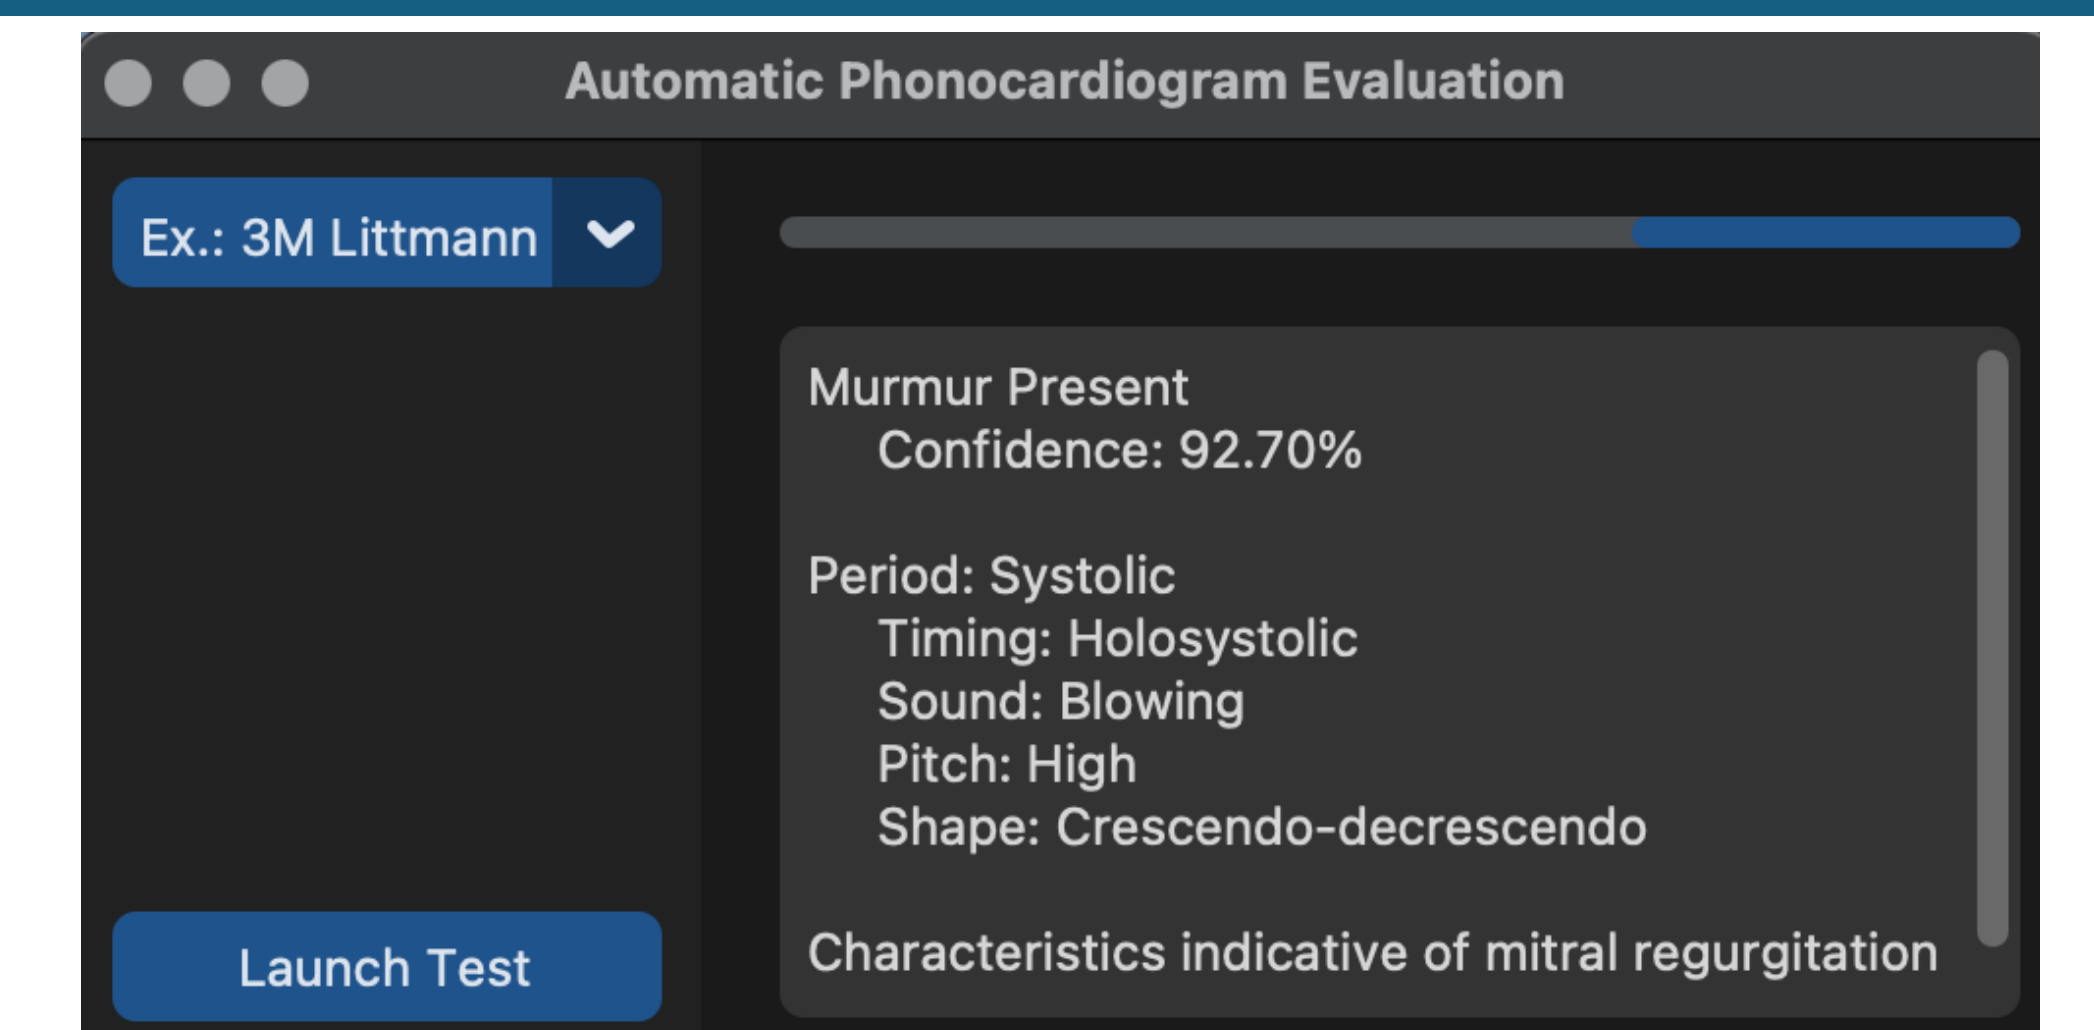 Automatic Phonocardiogram Evaluation
Ex.: 3M Littmann
Murmur Present
Confidence: 92.70%
Period: Systolic
Timing: Holosystolic
Sound: Blowing
Pitch: High
Shape: Crescendo-decrescendo
Characteristics indicative of mitral regurgitation
Launch Test